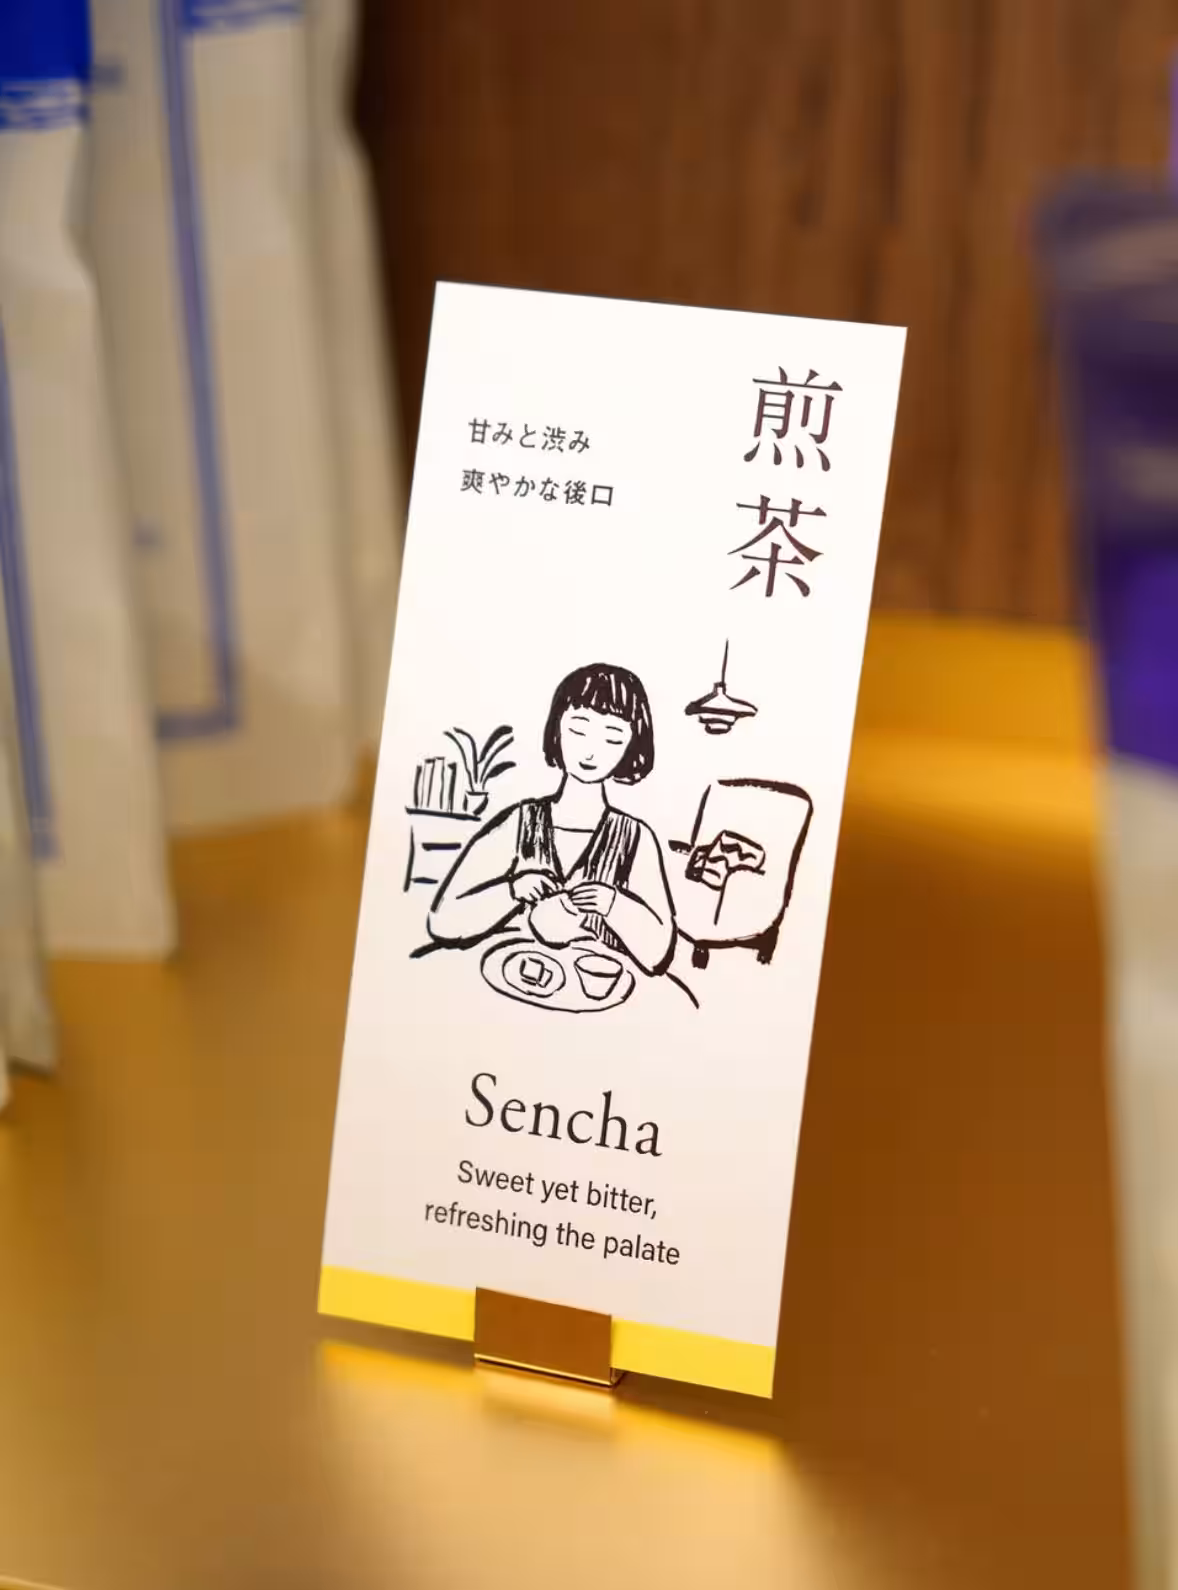 煎茶
甘みと渋み
爽やかな後口
Sencha
Sweet yet bitter,
refreshing the palate